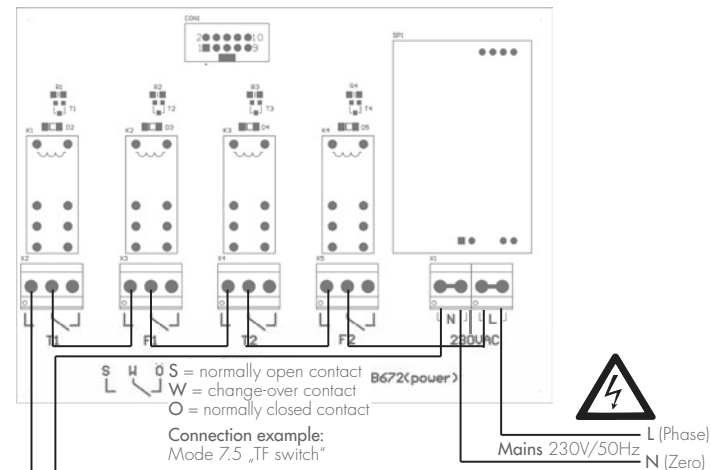 CON1
2 10
1 9
SP1
R1 R2 R3 R4
T1 T2 T3 T4
D2 D3 D4 D5
K1 K2 K3 K4
X2 X3 X4 X5 X1
N L
T1 F1 T2 F2 230VAC
S W Ö
B672(power)
S = normally open contact
W = change-over contact
O = normally closed contact
Connection example:
Mode 7.5 „TF switch“
L (Phase)
Mains 230V/50Hz
N (Zero)